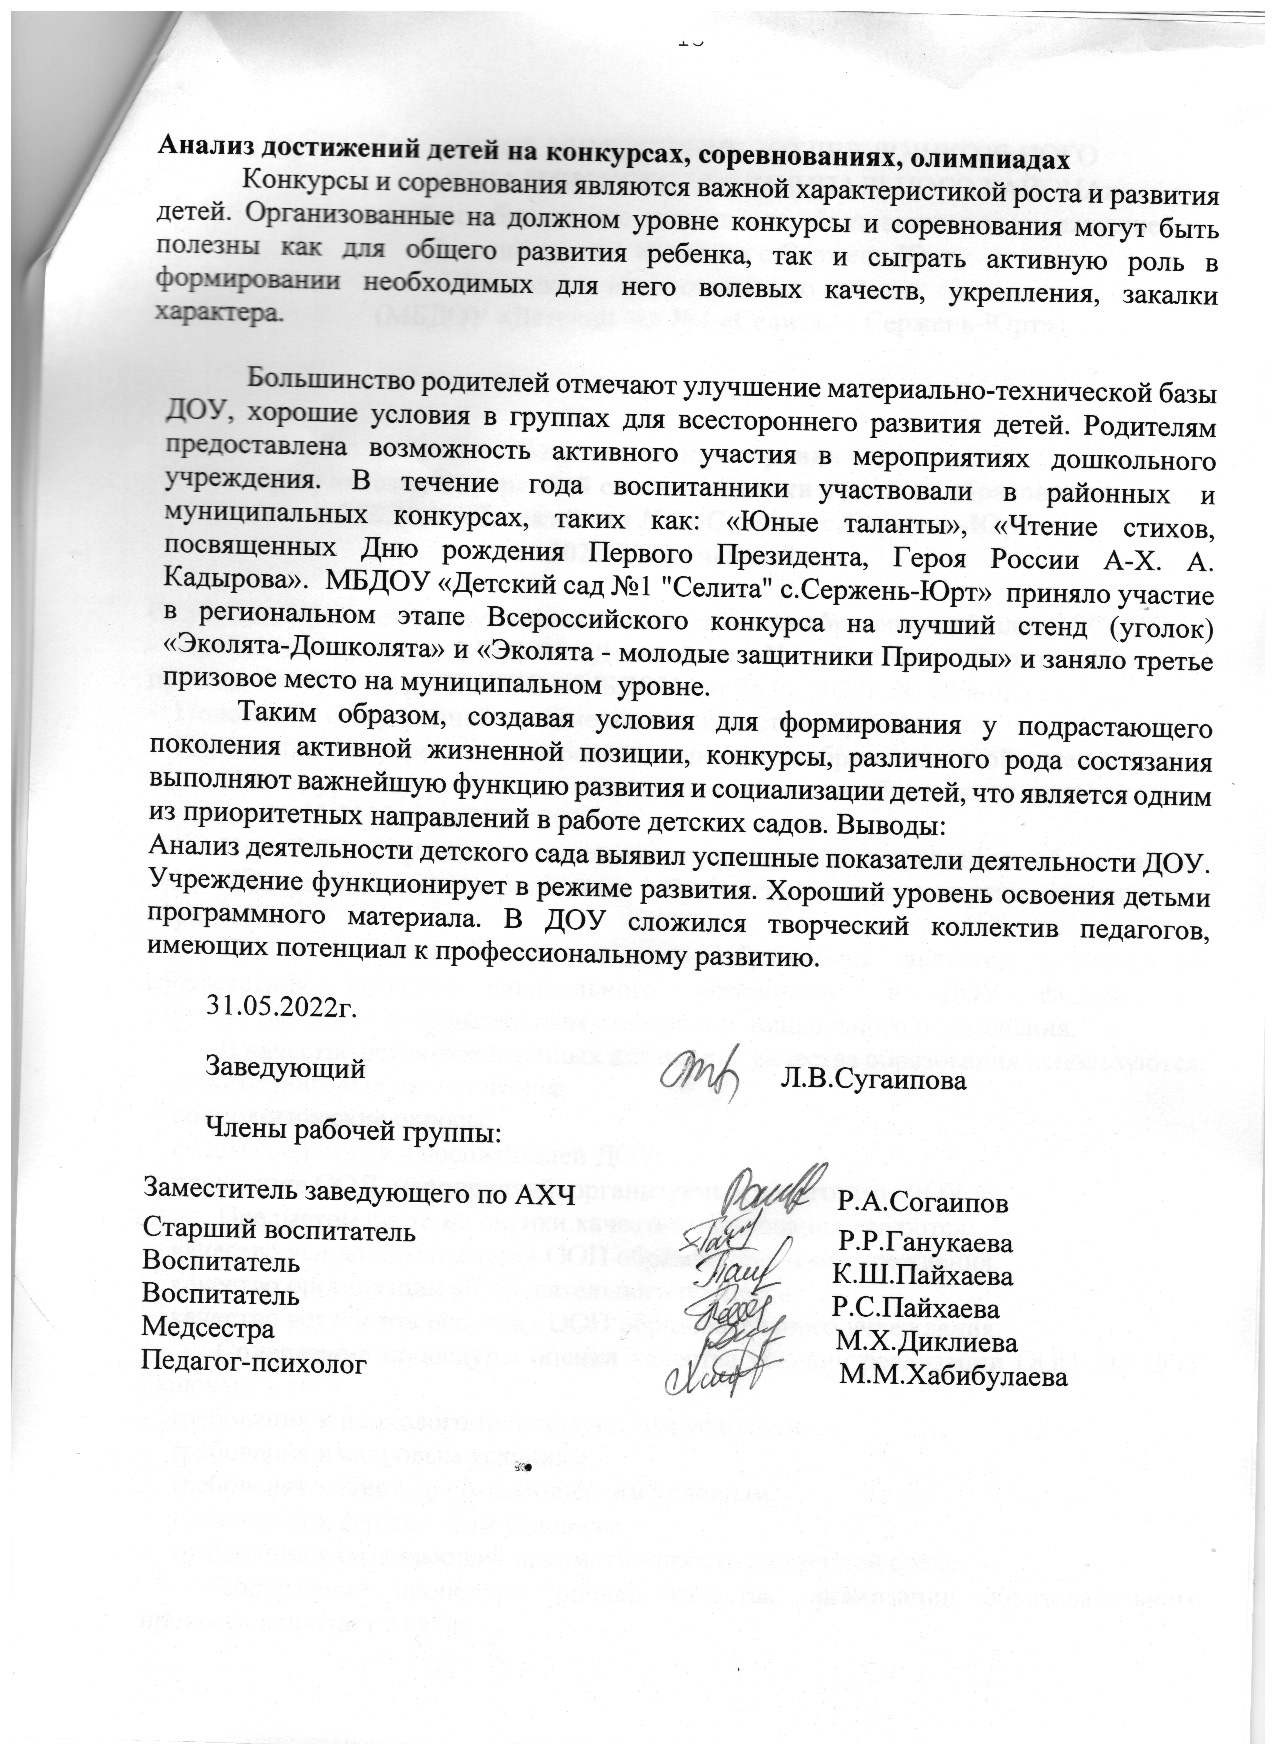 Анализ достижений детей на конкурсах, соревнованиях, олимпиадах
Конкурсы и соревнования являются важной характеристикой роста и развития
детей. Организованные на должном уровне конкурсы и соревнования могут быть
полезны как для общего развития ребенка, так и сыграть активную роль в
формировании необходимых для него волевых качеств, укрепления, закалки
характера.
Большинство родителей отмечают улучшение материально-технической базы
ДОУ, хорошие условия в группах для всестороннего развития детей. Родителям
предоставлена возможность активного участия в мероприятиях дошкольного
учреждения. В течение года воспитанники участвовали в районных и
муниципальных конкурсах, таких как: «Юные таланты», «Чтение стихов,
посвященных Дню рождения Первого Президента, Героя России А-Х. А.
Кадырова». МБДОУ «Детский сад №1 "Селита" с.Сержень-Юрт» приняло участие
в региональном этапе Всероссийского конкурса на лучший стенд (уголок)
«Эколята-Дошколята» и «Эколята - молодые защитники Природы» и заняло третье
призовое место на муниципальном уровне.
Таким образом, создавая условия для формирования у подрастающего
поколения активной жизненной позиции, конкурсы, различного рода состязания
выполняют важнейшую функцию развития и социализации детей, что является одним
из приоритетных направлений в работе детских садов. Выводы:
Анализ деятельности детского сада выявил успешные показатели деятельности ДОУ.
Учреждение функционирует в режиме развития. Хороший уровень освоения детьми
программного материала. В ДОУ сложился творческий коллектив педагогов,
имеющих потенциал к профессиональному развитию.
31.05.2022г.
Заведующий Л.В.Сугаипова
Члены рабочей группы:
Заместитель заведующего по АХЧ Р.А.Согаипов
Старший воспитатель Р.Р.Ганукаева
Воспитатель К.Ш.Пайхаева
Воспитатель Р.С.Пайхаева
Медсестра М.Х.Диклиева
Педагог-психолог М.М.Хабибулаева